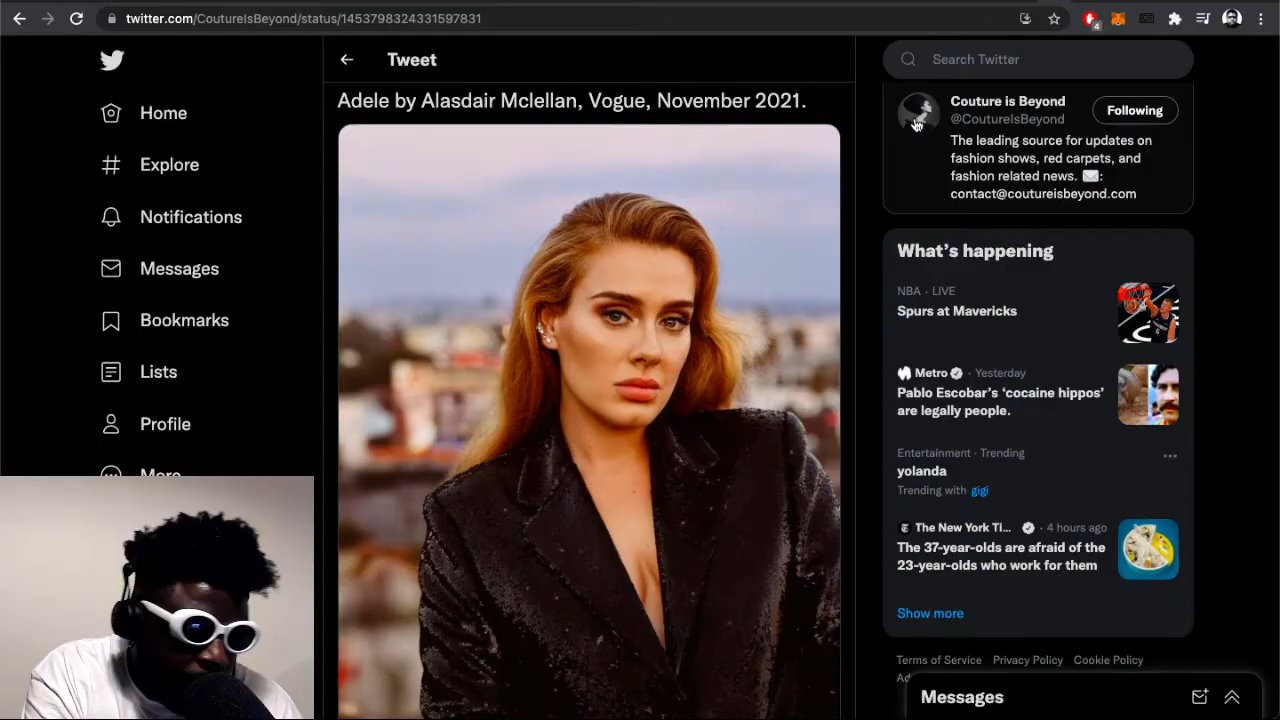 twitter.com/CoutureIsBeyond/status/1453798324331597831
4
Home
Explore
Notifications
Messages
Bookmarks
Lists
Profile
More
Tweet
Adele by Alasdair Mclellan, Vogue, November 2021.
Search Twitter
Couture is Beyond
@CoutureIsBeyond
Following
The leading source for updates on
fashion shows, red carpets, and
fashion related news. ✉️:
contact@coutureisbeyond.com
What's happening
NBA · LIVE
Spurs at Mavericks
Metro · Yesterday
Pablo Escobar's 'cocaine hippos'
are legally people.
Entertainment · Trending
yolanda
Trending with gigi
The New York Ti... · 4 hours ago
The 37-year-olds are afraid of the
23-year-olds who work for them
Show more
Terms of Service Privacy Policy Cookie Policy
Messages